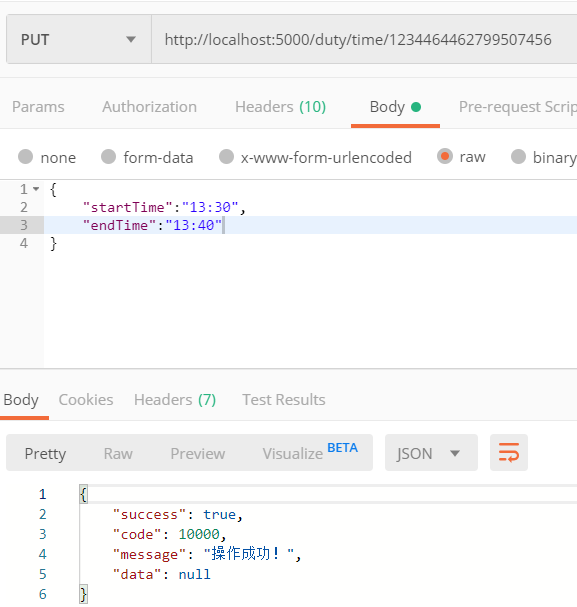 PUT http://localhost:5000/duty/time/1234464462799507456
Params Authorization Headers (10) Body Pre-request Scrip
none form-data x-www-form-urlencoded raw binary
1 {
2 "startTime":"13:30",
3 "endTime":"13:40"
4 }
Body Cookies Headers (7) Test Results
Pretty Raw Preview Visualize BETA JSON
1 {
2 "success": true,
3 "code": 10000,
4 "message": "操作成功！",
5 "data": null
6 }